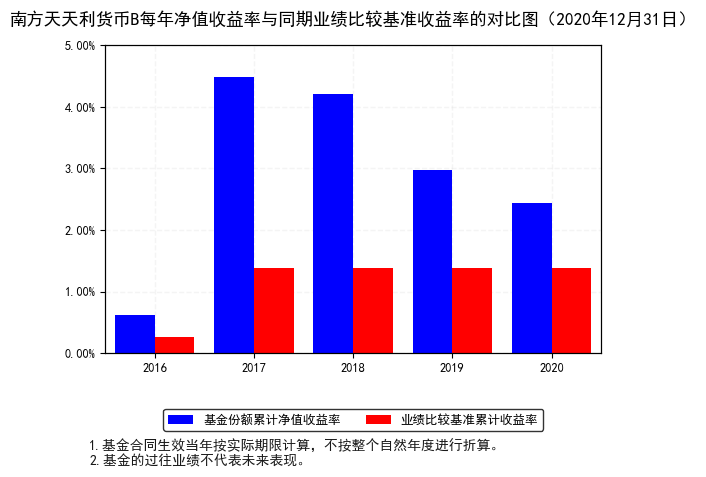 南方天天利货币B每年净值收益率与同期业绩比较基准收益率的对比图（2020年12月31日）
5.00%
4.00%
3.00%
2.00%
1.00%
0.00%
2016 2017 2018 2019 2020
基金份额累计净值收益率 业绩比较基准累计收益率
1.基金合同生效当年按实际期限计算，不按整个自然年度进行折算。
2.基金的过往业绩不代表未来表现。